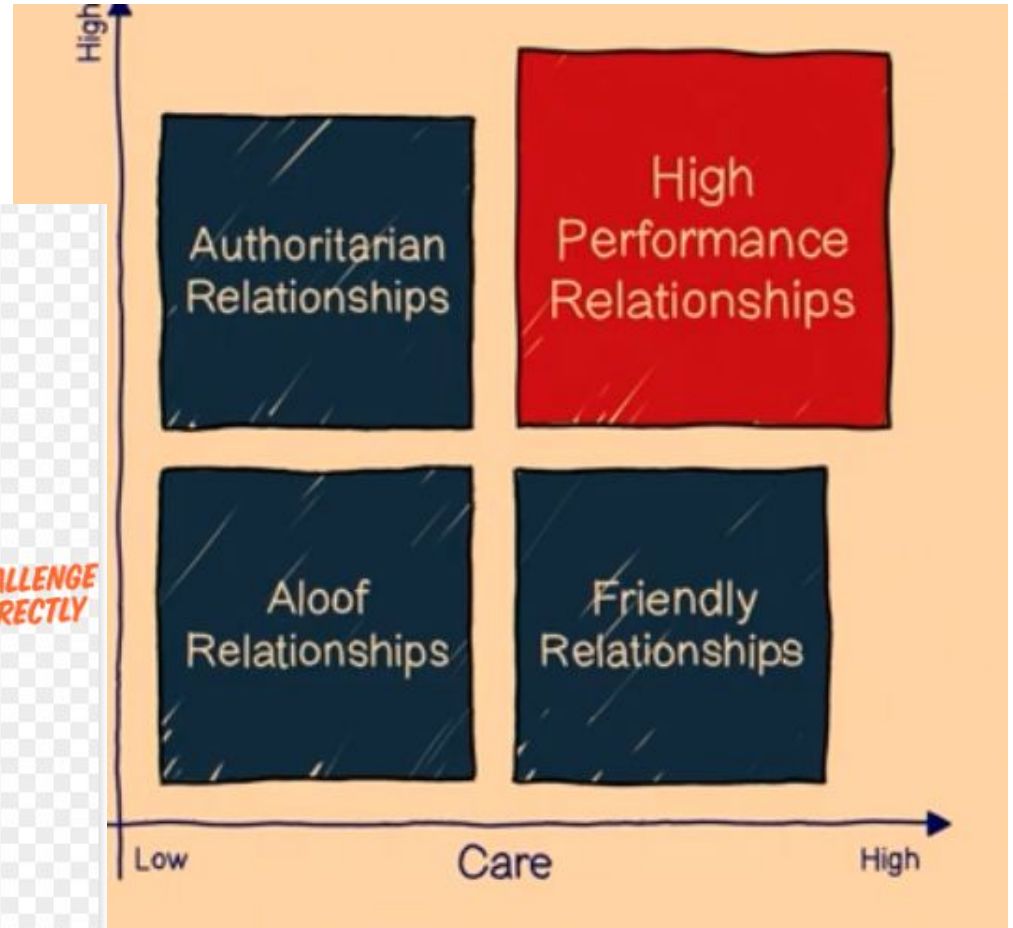 High
Authoritarian
Relationships
High
Performance
Relationships
ALLENGE
RECTLY
Aloof
Relationships
Friendly
Relationships
Low
Care
High